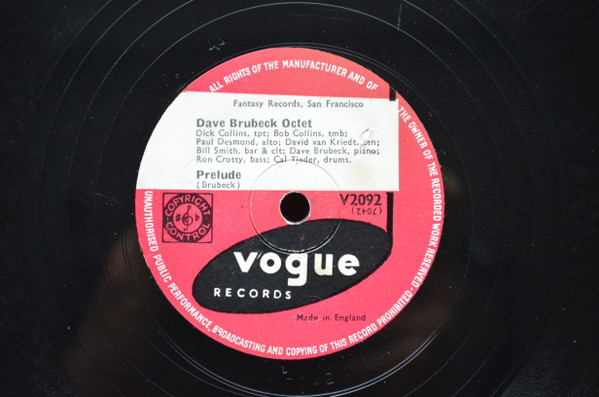 ALL RIGHTS OF THE MANUFACTURER AND OF THE OWNER OF THE RECORDED WORK RESERVED - UNAUTHORISED PUBLIC PERFORMANCE, BROADCASTING AND COPYING OF THIS RECORD PROHIBITED -
Fantasy Records, San Francisco
Dave Brubeck Octet
Dick Collins, tpt; Bob Collins, tmb;
Paul Desmond, alto; David van Kriedt, ten;
Bill Smith, bar & clt; Dave Brubeck, piano;
Ron Crotty, bass; Cal Tjader, drums.
Prelude
(Brubeck)
V2092
(7042)
COPYRIGHT
CONTROL
vogue
RECORDS
Made in England